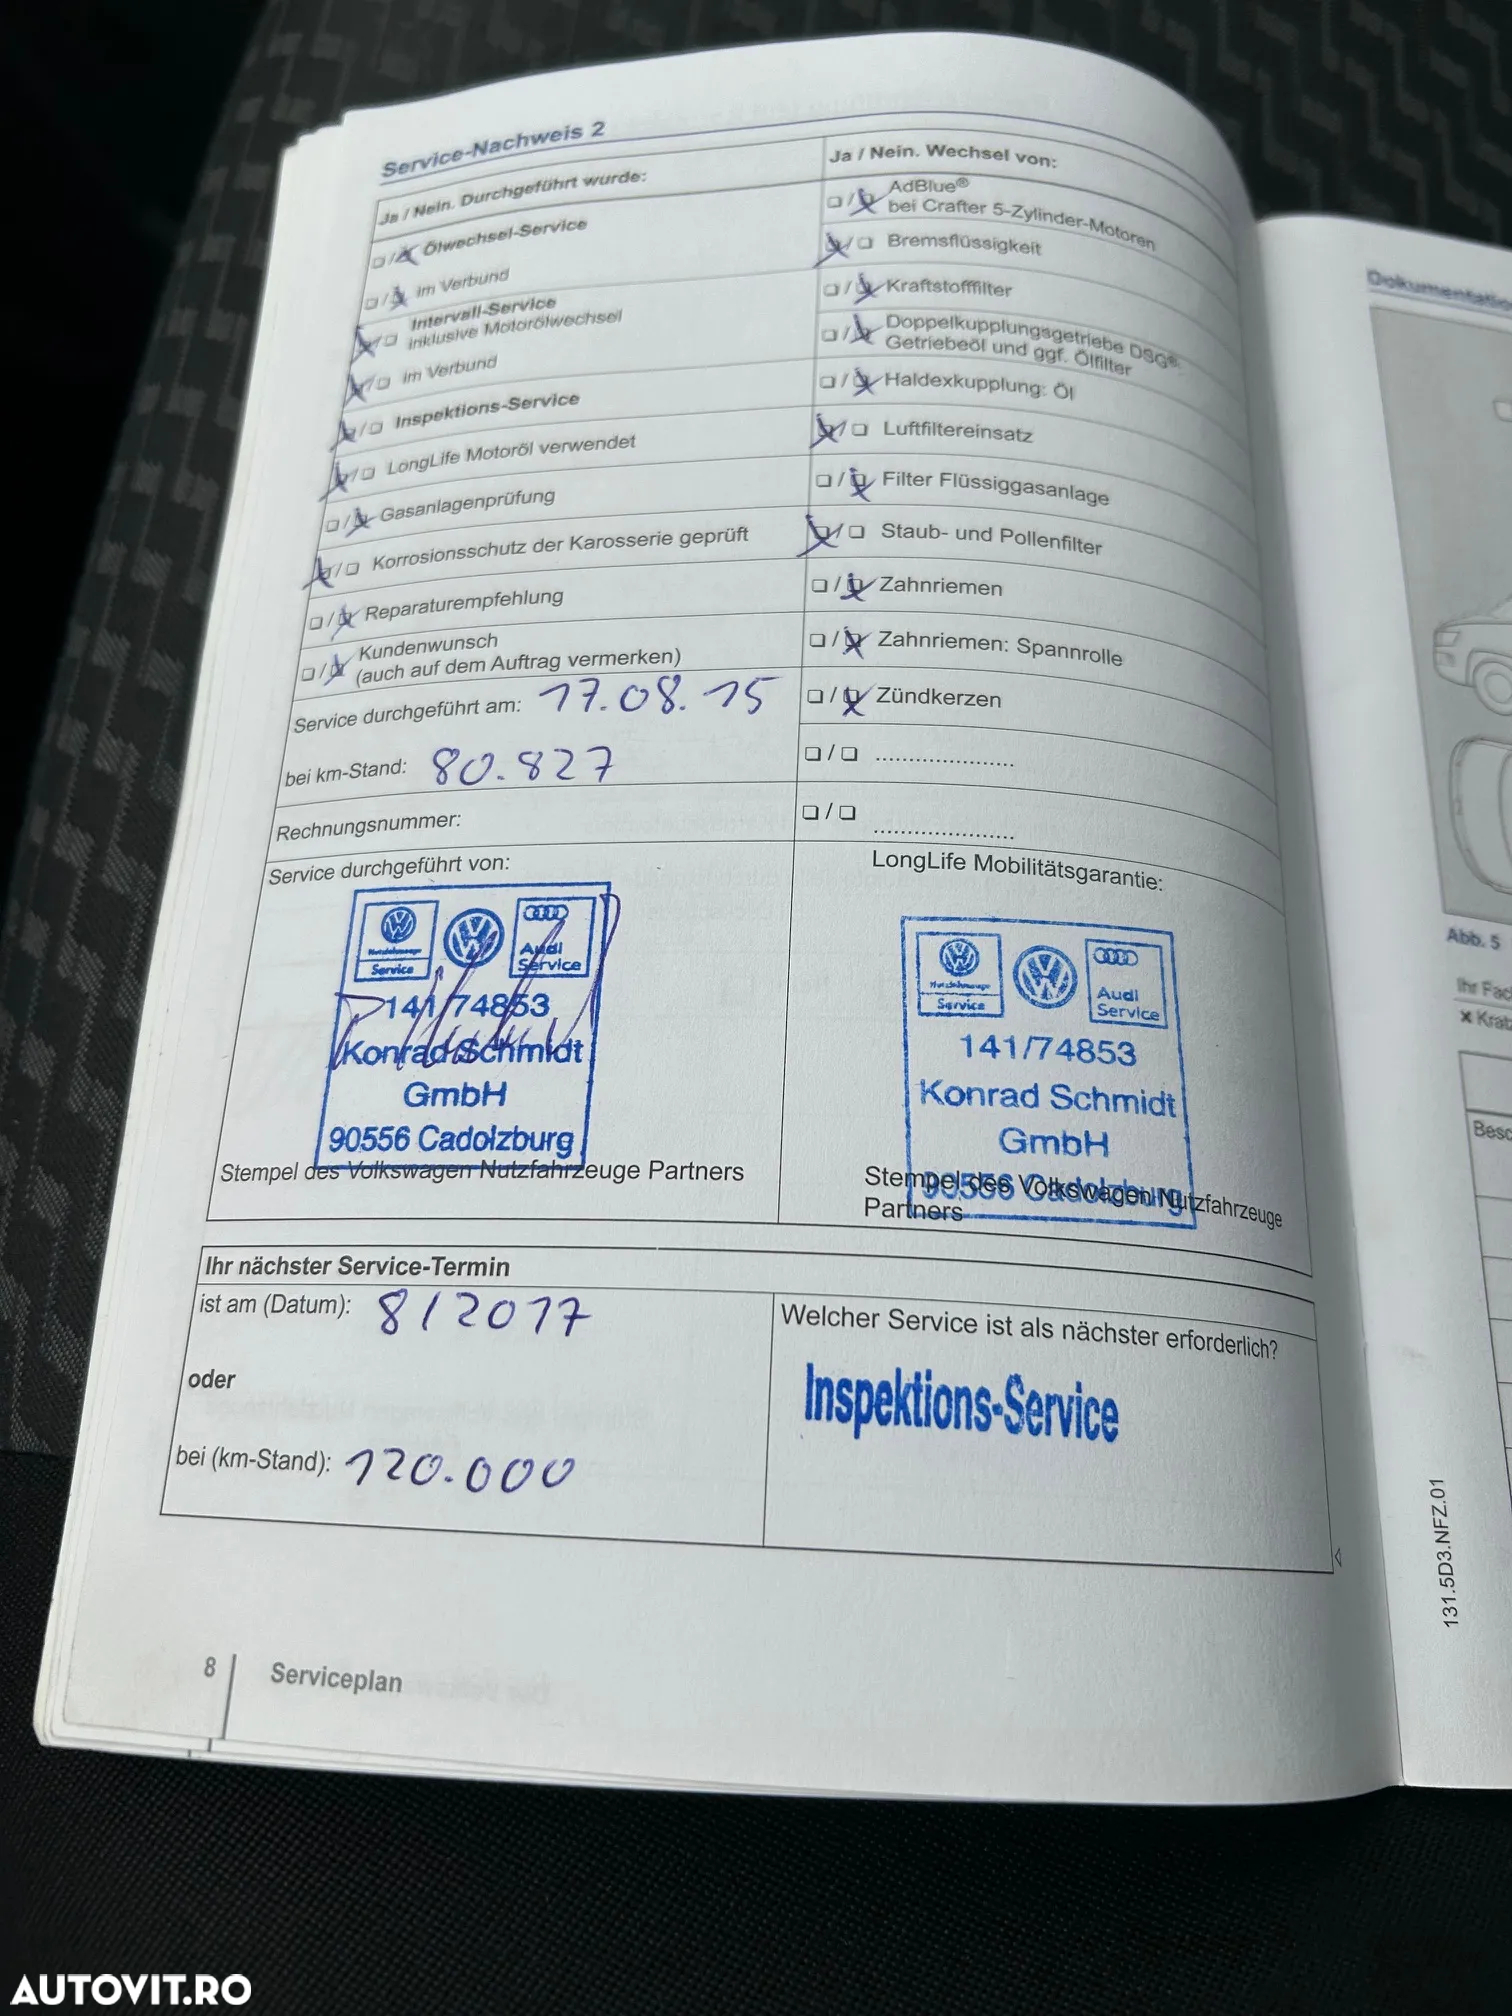 Service-Nachweis 2
Ja / Nein. Durchgeführt wurde:
Ölwechsel-Service
im Verbund
Intervall-Service
inklusive Motorölwechsel
im Verbund
Inspektions-Service
LongLife Motoröl verwendet
Gasanlagenprüfung
Korrosionsschutz der Karosserie geprüft
Reparaturempfehlung
Kundenwunsch
(auch auf dem Auftrag vermerken)
Service durchgeführt am: 17.08.15
bei km-Stand: 80.827
Rechnungsnummer:
Ja / Nein. Wechsel von:
AdBlue®
bei Crafter 5-Zylinder-Motoren
Bremsflüssigkeit
Kraftstofffilter
Doppelkupplungsgetriebe DSG®:
Getriebeöl und ggf. Ölfilter
Haldexkupplung: Öl
Luftfiltereinsatz
Filter Flüssiggasanlage
Staub- und Pollenfilter
Zahnriemen
Zahnriemen: Spannrolle
Zündkerzen
Service durchgeführt von:
Service
Audi
Service
141/74853
Konrad Schmidt
GmbH
90556 Cadolzburg
Stempel des Volkswagen Nutzfahrzeuge Partners
LongLife Mobilitätsgarantie:
Service
Audi
Service
141/74853
Konrad Schmidt
GmbH
90556 Cadolzburg
Stempel des Volkswagen Nutzfahrzeuge
Partners
Ihr nächster Service-Termin
ist am (Datum): 8/2017
oder
bei (km-Stand): 120.000
Welcher Service ist als nächster erforderlich?
Inspektions-Service
131.5D3.NFZ.01
8 Serviceplan
Abb. 5
AUTOVIT.RO